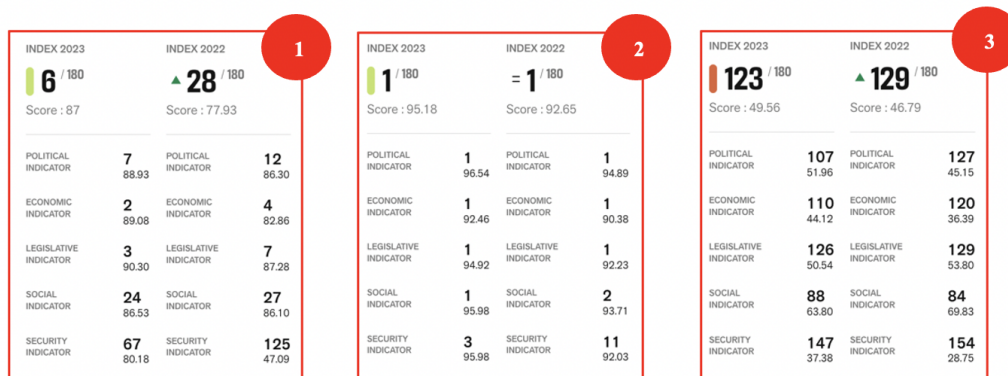 1
INDEX 2023 INDEX 2022
6 / 180 ▲ 28 / 180
Score : 87 Score : 77.93
POLITICAL INDICATOR 7 POLITICAL INDICATOR 12
88.93 86.30
ECONOMIC INDICATOR 2 ECONOMIC INDICATOR 4
89.08 82.86
LEGISLATIVE INDICATOR 3 LEGISLATIVE INDICATOR 7
90.30 87.28
SOCIAL INDICATOR 24 SOCIAL INDICATOR 27
86.53 86.10
SECURITY INDICATOR 67 SECURITY INDICATOR 125
80.18 47.09
2
INDEX 2023 INDEX 2022
1 / 180 = 1 / 180
Score : 95.18 Score : 92.65
POLITICAL INDICATOR 1 POLITICAL INDICATOR 1
96.54 94.89
ECONOMIC INDICATOR 1 ECONOMIC INDICATOR 1
92.46 90.38
LEGISLATIVE INDICATOR 1 LEGISLATIVE INDICATOR 1
94.92 92.23
SOCIAL INDICATOR 1 SOCIAL INDICATOR 2
95.98 93.71
SECURITY INDICATOR 3 SECURITY INDICATOR 11
95.98 92.03
3
INDEX 2023 INDEX 2022
123 / 180 ▲ 129 / 180
Score : 49.56 Score : 46.79
POLITICAL INDICATOR 107 POLITICAL INDICATOR 127
51.96 45.15
ECONOMIC INDICATOR 110 ECONOMIC INDICATOR 120
44.12 36.39
LEGISLATIVE INDICATOR 126 LEGISLATIVE INDICATOR 129
50.54 53.80
SOCIAL INDICATOR 88 SOCIAL INDICATOR 84
63.80 69.83
SECURITY INDICATOR 147 SECURITY INDICATOR 154
37.38 28.75